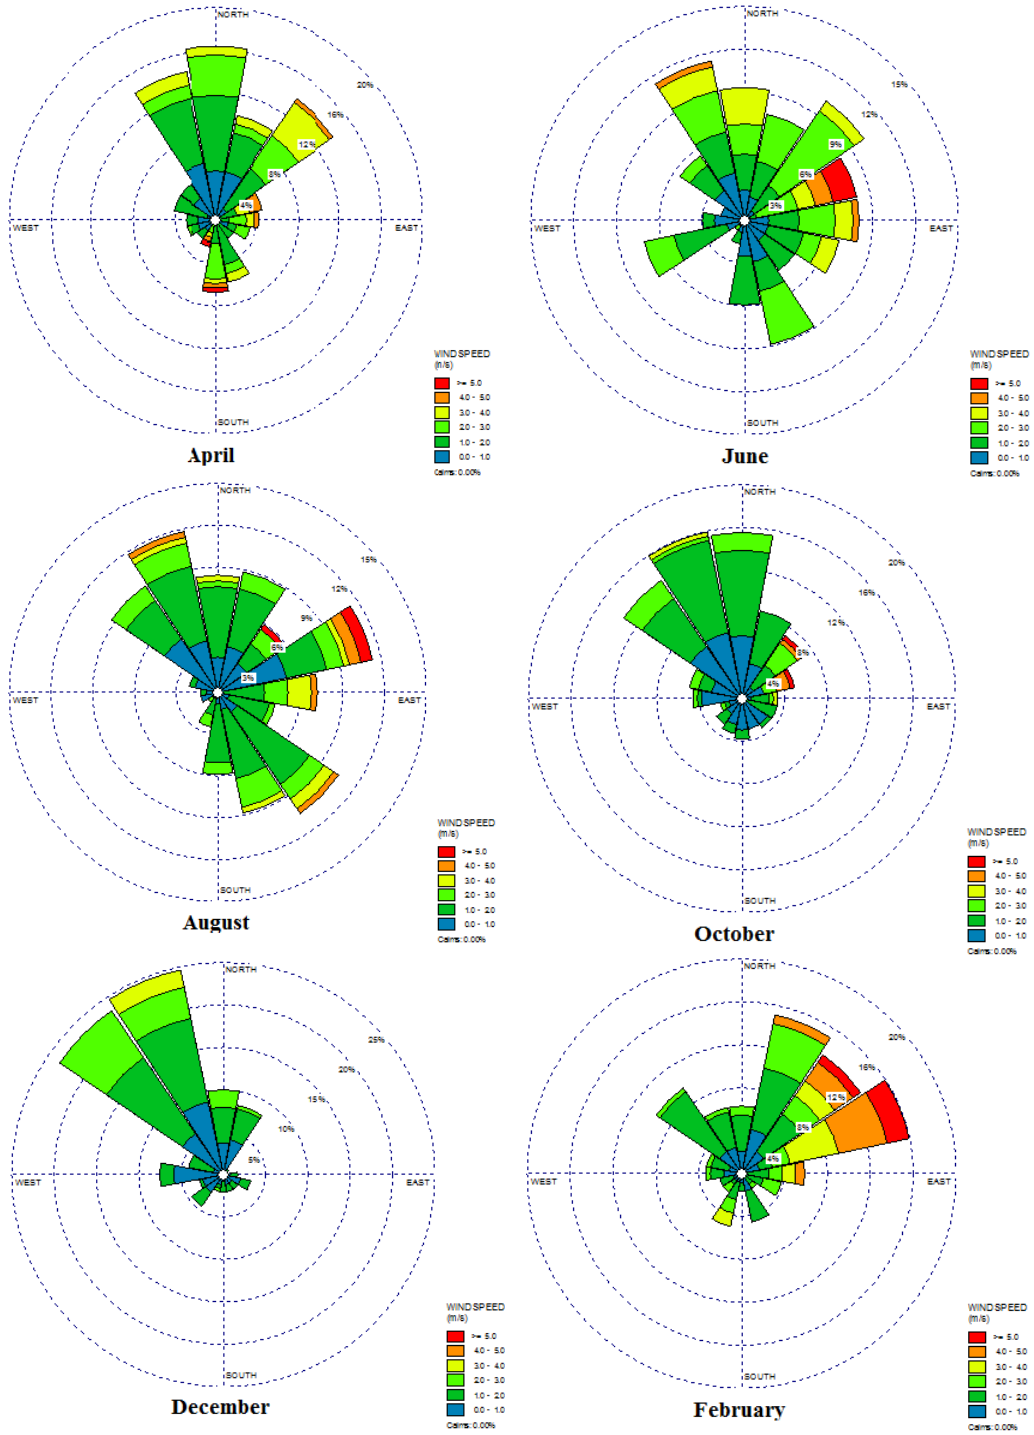 NORTH
20%
16%
12%
8%
4%
WEST
EAST
SOUTH
WIND SPEED
(m/s)
>= 5.0
4.0 - 5.0
3.0 - 4.0
2.0 - 3.0
1.0 - 2.0
0.0 - 1.0
Calms: 0.00%
April
NORTH
15%
12%
9%
6%
3%
WEST
EAST
SOUTH
WIND SPEED
(m/s)
>= 5.0
4.0 - 5.0
3.0 - 4.0
2.0 - 3.0
1.0 - 2.0
0.0 - 1.0
Calms: 0.00%
June
NORTH
15%
12%
9%
6%
3%
WEST
EAST
SOUTH
WIND SPEED
(m/s)
>= 5.0
4.0 - 5.0
3.0 - 4.0
2.0 - 3.0
1.0 - 2.0
0.0 - 1.0
Calms: 0.00%
August
NORTH
20%
16%
12%
8%
4%
WEST
EAST
SOUTH
WIND SPEED
(m/s)
>= 5.0
4.0 - 5.0
3.0 - 4.0
2.0 - 3.0
1.0 - 2.0
0.0 - 1.0
Calms: 0.00%
October
NORTH
25%
20%
15%
10%
5%
WEST
EAST
SOUTH
WIND SPEED
(m/s)
>= 5.0
4.0 - 5.0
3.0 - 4.0
2.0 - 3.0
1.0 - 2.0
0.0 - 1.0
Calms: 0.00%
December
NORTH
20%
16%
12%
8%
4%
WEST
EAST
SOUTH
WIND SPEED
(m/s)
>= 5.0
4.0 - 5.0
3.0 - 4.0
2.0 - 3.0
1.0 - 2.0
0.0 - 1.0
Calms: 0.00%
February